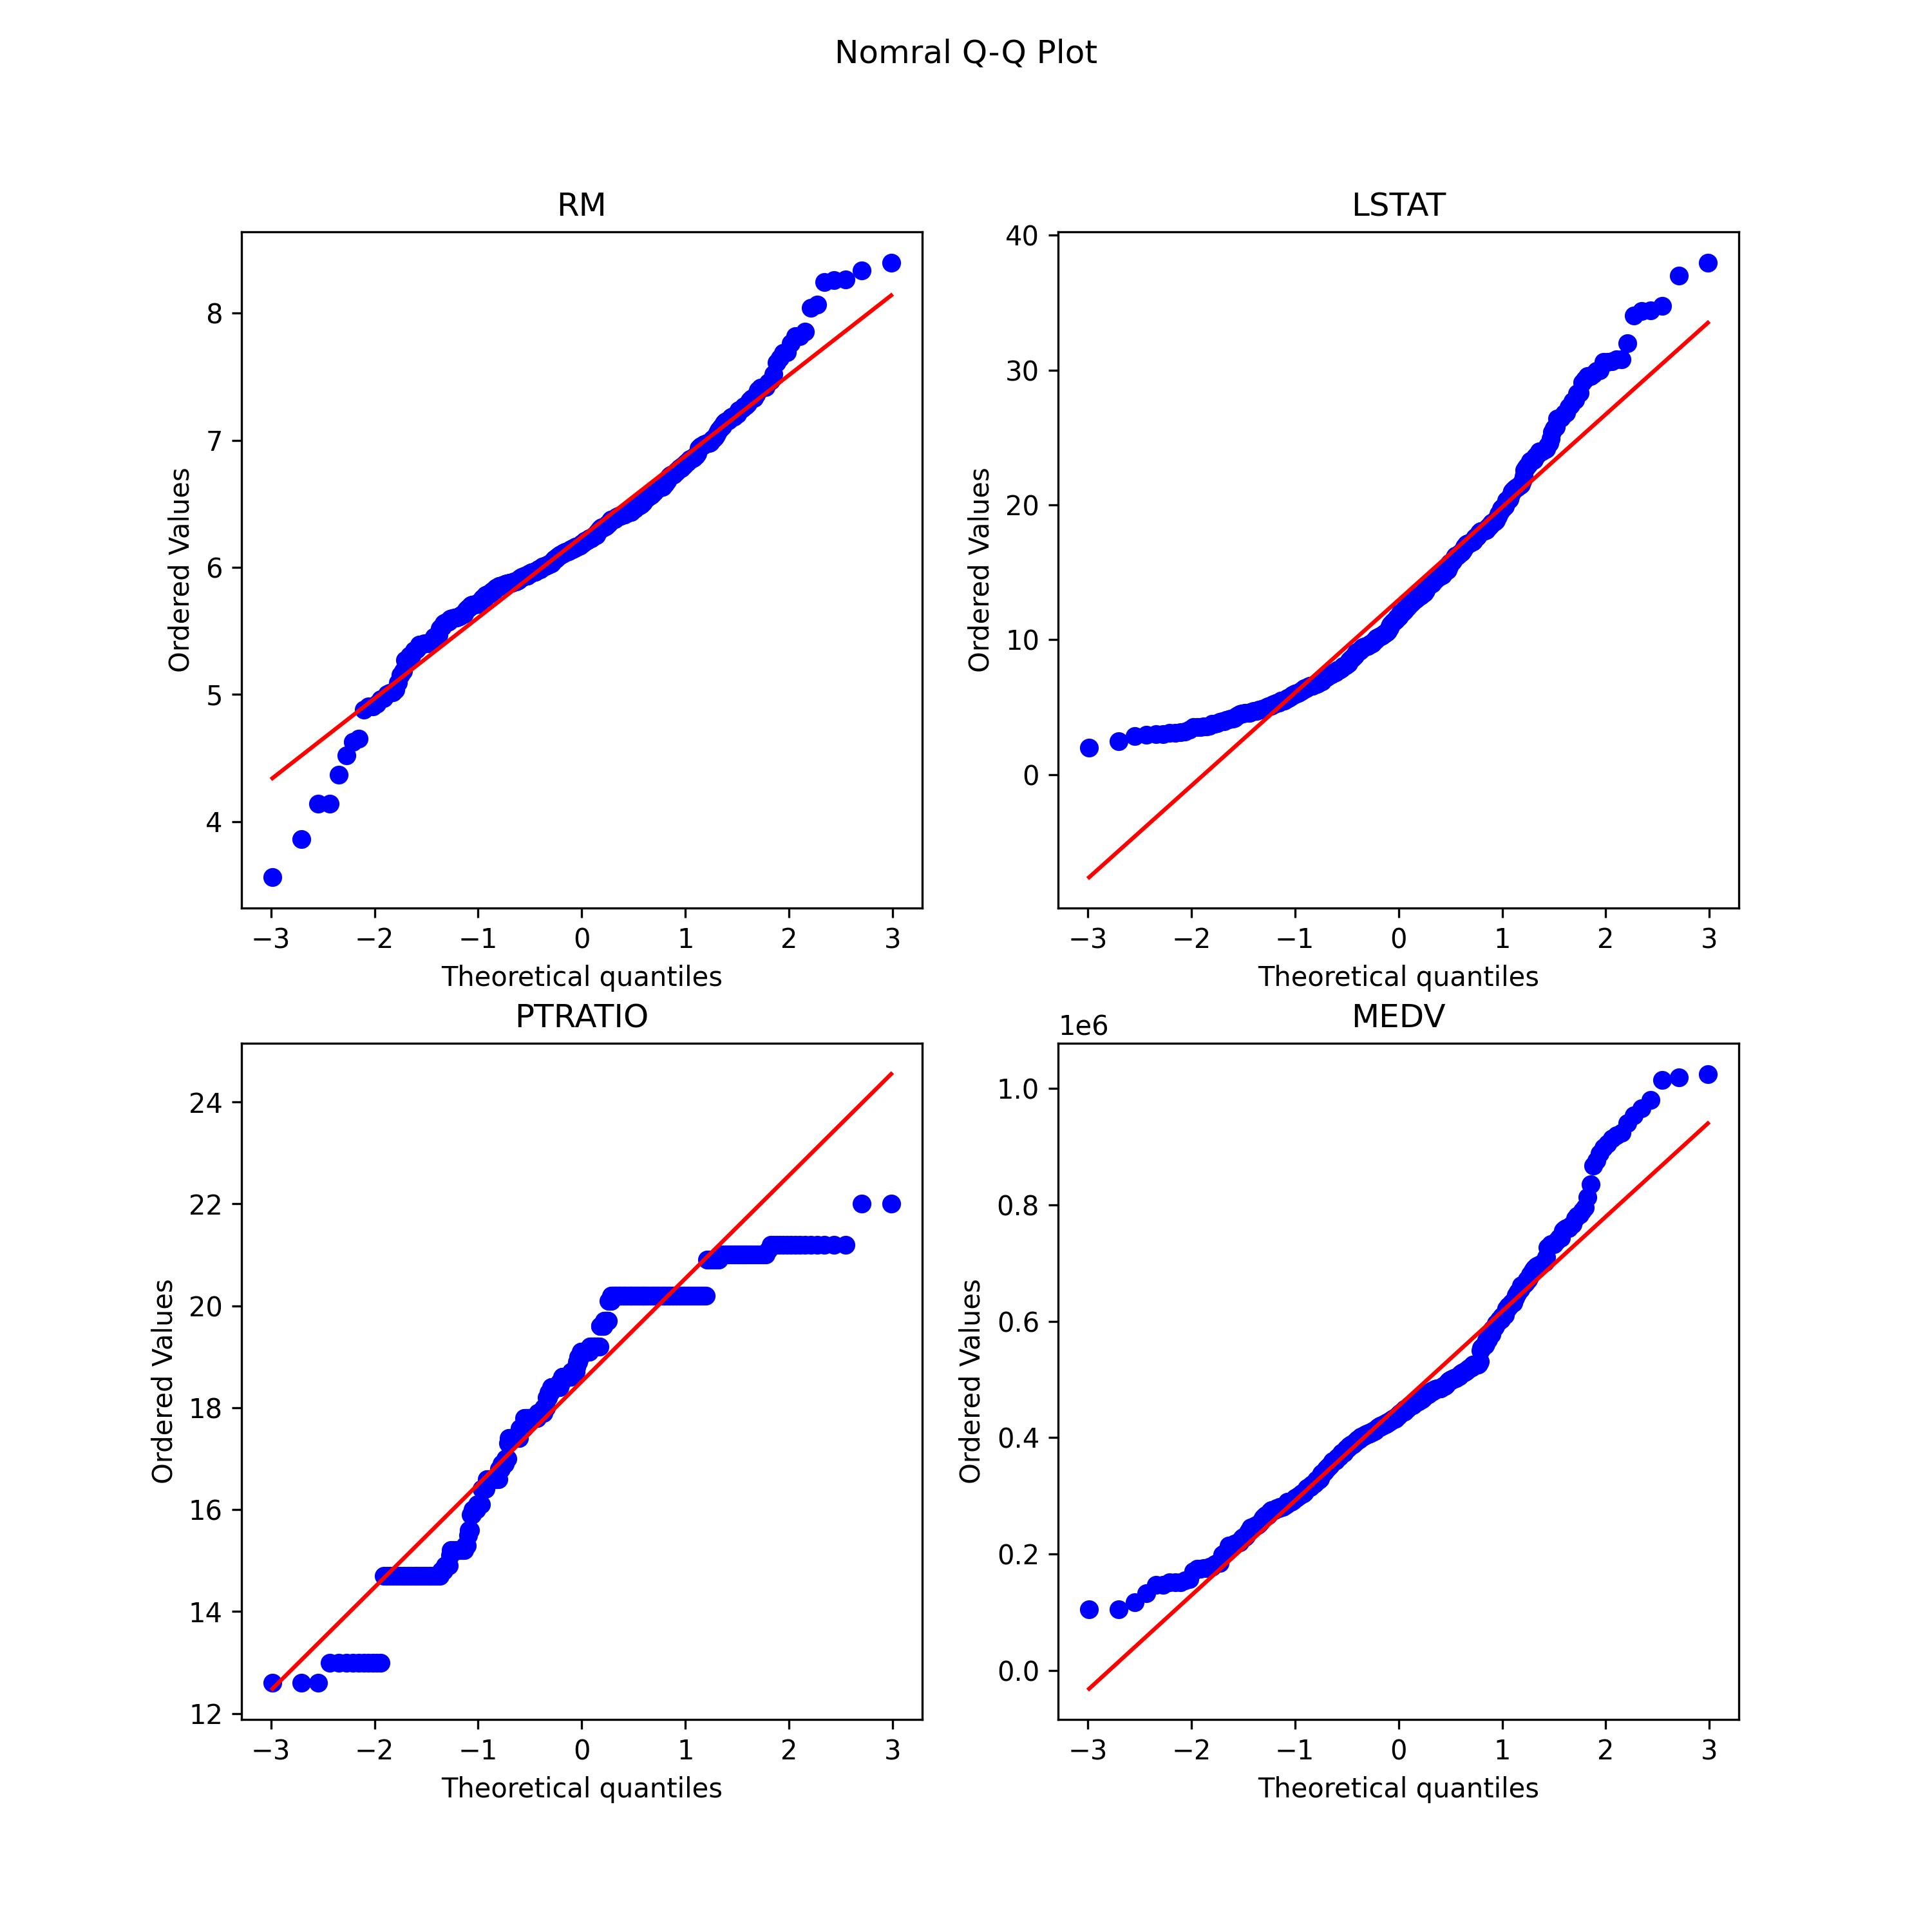 Nomral Q-Q Plot
RM
Ordered Values
8
7
6
5
4
−3 −2 −1 0 1 2 3
Theoretical quantiles
LSTAT
Ordered Values
40
30
20
10
0
−3 −2 −1 0 1 2 3
Theoretical quantiles
PTRATIO
Ordered Values
24
22
20
18
16
14
12
−3 −2 −1 0 1 2 3
Theoretical quantiles
MEDV
1e6
Ordered Values
1.0
0.8
0.6
0.4
0.2
0.0
−3 −2 −1 0 1 2 3
Theoretical quantiles